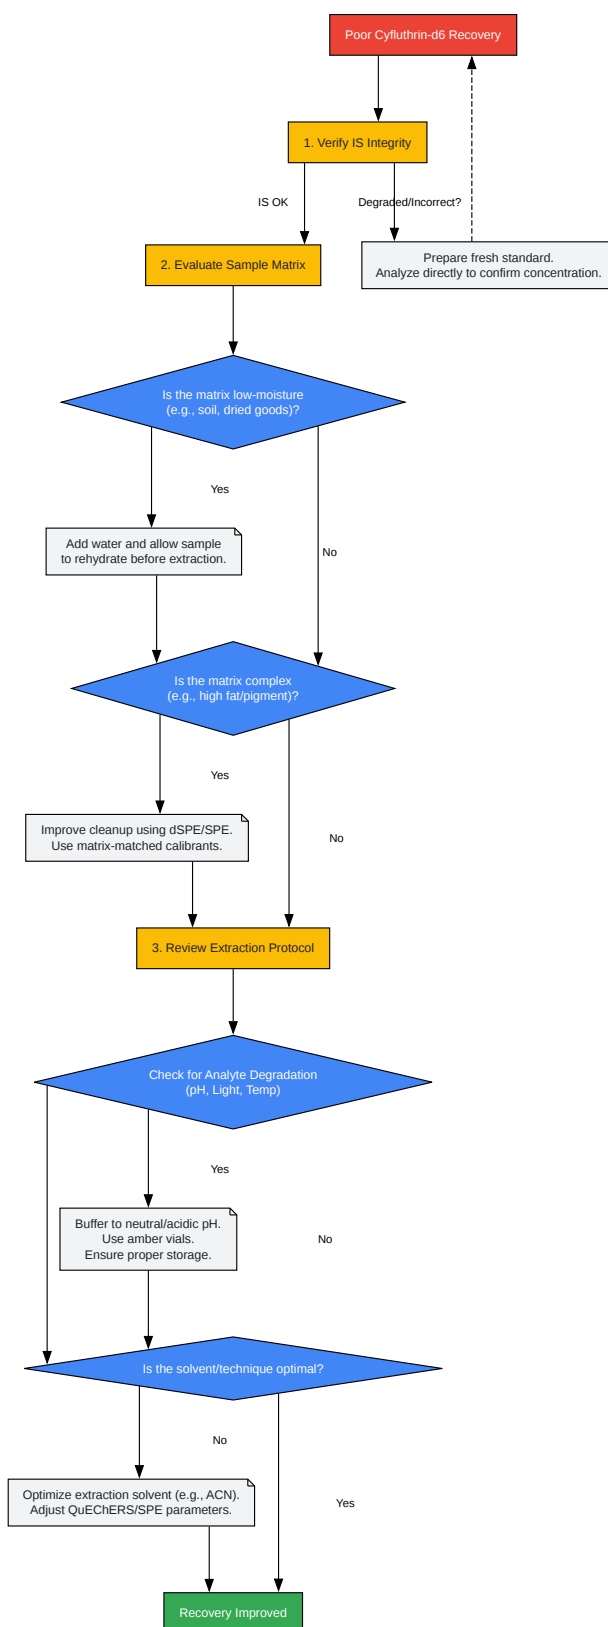 Poor Cyfluthrin-d6 Recovery
1. Verify IS Integrity
IS OK
Degraded/Incorrect?
Prepare fresh standard.
Analyze directly to confirm concentration.
2. Evaluate Sample Matrix
Is the matrix low-moisture
(e.g., soil, dried goods)?
Yes
Add water and allow sample
to rehydrate before extraction.
No
Is the matrix complex
(e.g., high fat/pigment)?
Yes
Improve cleanup using dSPE/SPE.
Use matrix-matched calibrants.
No
3. Review Extraction Protocol
Check for Analyte Degradation
(pH, Light, Temp)
Yes
Buffer to neutral/acidic pH.
Use amber vials.
Ensure proper storage.
No
Is the solvent/technique optimal?
No
Optimize extraction solvent (e.g., ACN).
Adjust QuEChERS/SPE parameters.
Yes
Recovery Improved